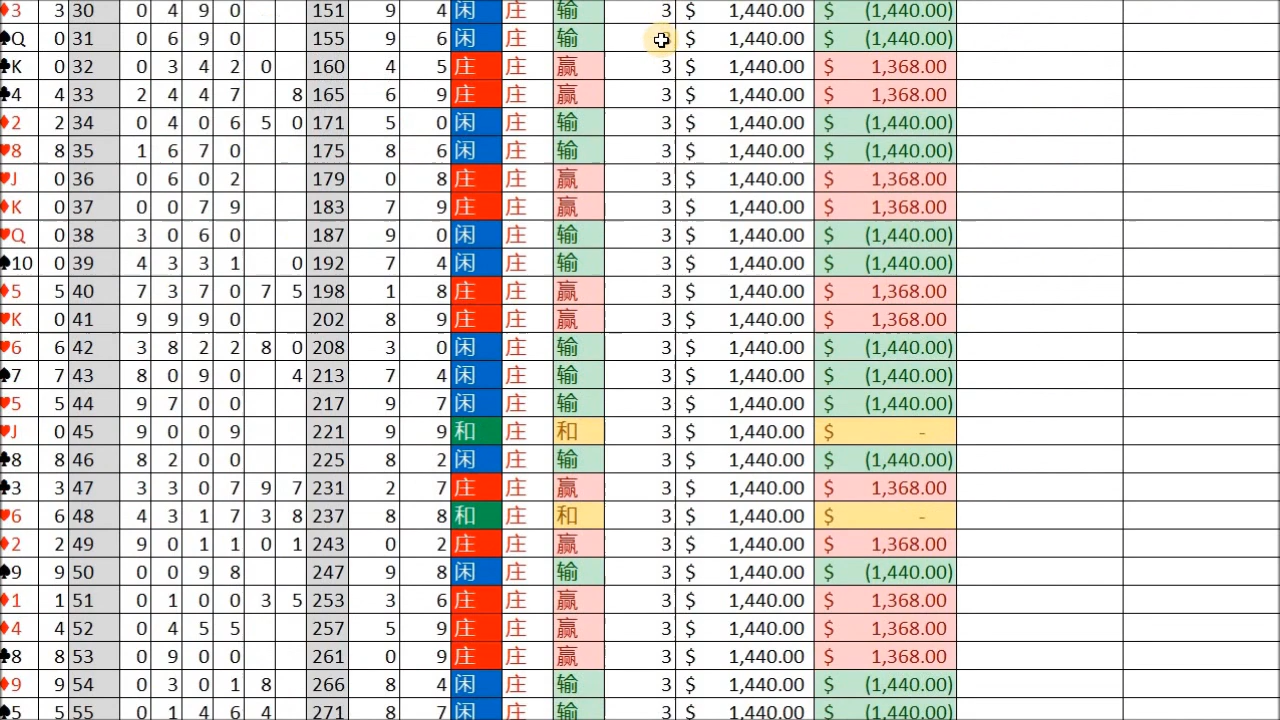 ♦3 3 30 0 4 9 0 151 9 4 闲 庄 输 3 $ 1,440.00 $ (1,440.00)
♠Q 0 31 0 6 9 0 155 9 6 闲 庄 输 3 $ 1,440.00 $ (1,440.00)
♣K 0 32 0 3 4 2 0 160 4 5 庄 庄 赢 3 $ 1,440.00 $ 1,368.00
♣4 4 33 2 4 4 7 8 165 6 9 庄 庄 赢 3 $ 1,440.00 $ 1,368.00
♦2 2 34 0 4 0 6 5 0 171 5 0 闲 庄 输 3 $ 1,440.00 $ (1,440.00)
♥8 8 35 1 6 7 0 175 8 6 闲 庄 输 3 $ 1,440.00 $ (1,440.00)
♥J 0 36 0 6 0 2 179 0 8 庄 庄 赢 3 $ 1,440.00 $ 1,368.00
♦K 0 37 0 0 7 9 183 7 9 庄 庄 赢 3 $ 1,440.00 $ 1,368.00
♥Q 0 38 3 0 6 0 187 9 0 闲 庄 输 3 $ 1,440.00 $ (1,440.00)
♠10 0 39 4 3 3 1 0 192 7 4 闲 庄 输 3 $ 1,440.00 $ (1,440.00)
♦5 5 40 7 3 7 0 7 5 198 1 8 庄 庄 赢 3 $ 1,440.00 $ 1,368.00
♥K 0 41 9 9 9 0 202 8 9 庄 庄 赢 3 $ 1,440.00 $ 1,368.00
♥6 6 42 3 8 2 2 8 0 208 3 0 闲 庄 输 3 $ 1,440.00 $ (1,440.00)
♠7 7 43 8 0 9 0 4 213 7 4 闲 庄 输 3 $ 1,440.00 $ (1,440.00)
♥5 5 44 9 7 0 0 217 9 7 闲 庄 输 3 $ 1,440.00 $ (1,440.00)
♥J 0 45 9 0 0 9 221 9 9 和 庄 和 3 $ 1,440.00 $ -
♣8 8 46 8 2 0 0 225 8 2 闲 庄 输 3 $ 1,440.00 $ (1,440.00)
♣3 3 47 3 3 0 7 9 231 2 7 庄 庄 赢 3 $ 1,440.00 $ 1,368.00
♥6 6 48 4 3 1 7 3 8 237 8 8 和 庄 和 3 $ 1,440.00 $ -
♦2 2 49 9 0 1 1 0 1 243 0 2 庄 庄 赢 3 $ 1,440.00 $ 1,368.00
♠9 9 50 0 0 9 8 247 9 8 闲 庄 输 3 $ 1,440.00 $ (1,440.00)
♦1 1 51 0 1 0 0 3 5 253 3 6 庄 庄 赢 3 $ 1,440.00 $ 1,368.00
♦4 4 52 0 4 5 5 257 5 9 庄 庄 赢 3 $ 1,440.00 $ 1,368.00
♣8 8 53 0 9 0 0 261 0 9 庄 庄 赢 3 $ 1,440.00 $ 1,368.00
♦9 9 54 0 3 0 1 8 266 8 4 闲 庄 输 3 $ 1,440.00 $ (1,440.00)
♠5 5 55 0 1 4 6 4 271 8 7 闲 庄 输 3 $ 1,440.00 $ (1,440.00)